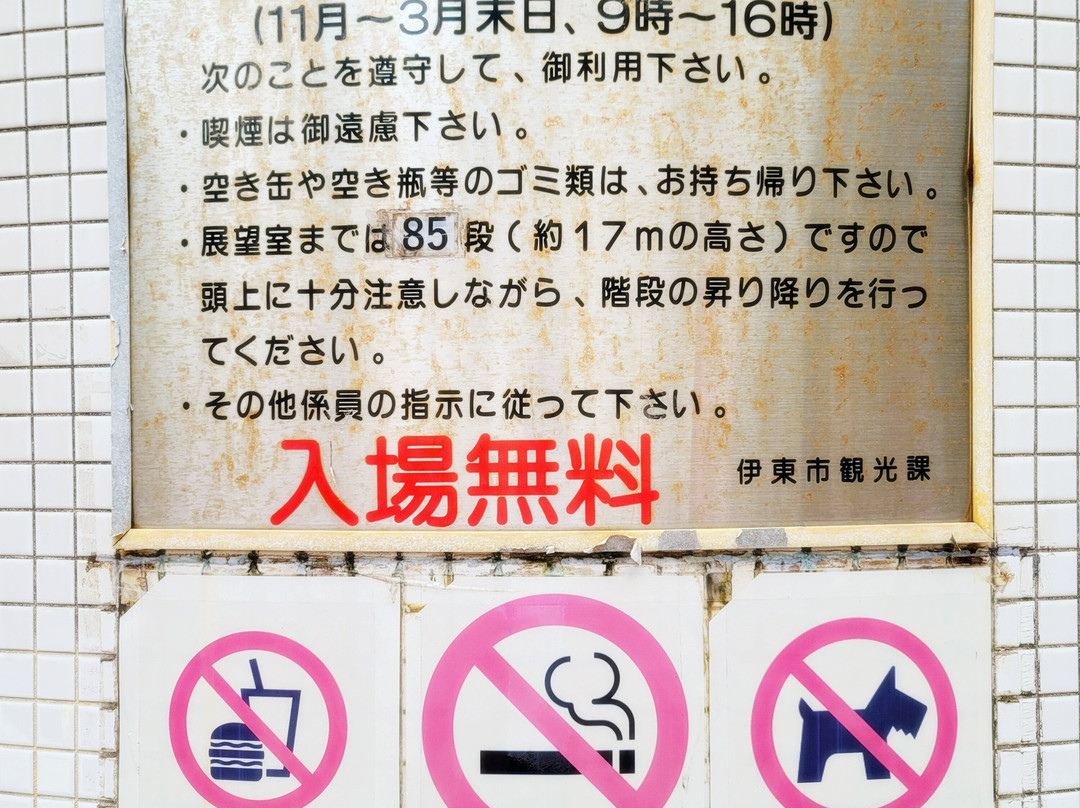 (11月～3月末日、9時～16時)
次のことを遵守して、御利用下さい。
・喫煙は御遠慮下さい。
・空き缶や空き瓶等のゴミ類は、お持ち帰り下さい。
・展望室までは85段(約17mの高さ)ですので
頭上に十分注意しながら、階段の昇り降りを行っ
てください。
・その他係員の指示に従って下さい。
入場無料
伊東市観光課